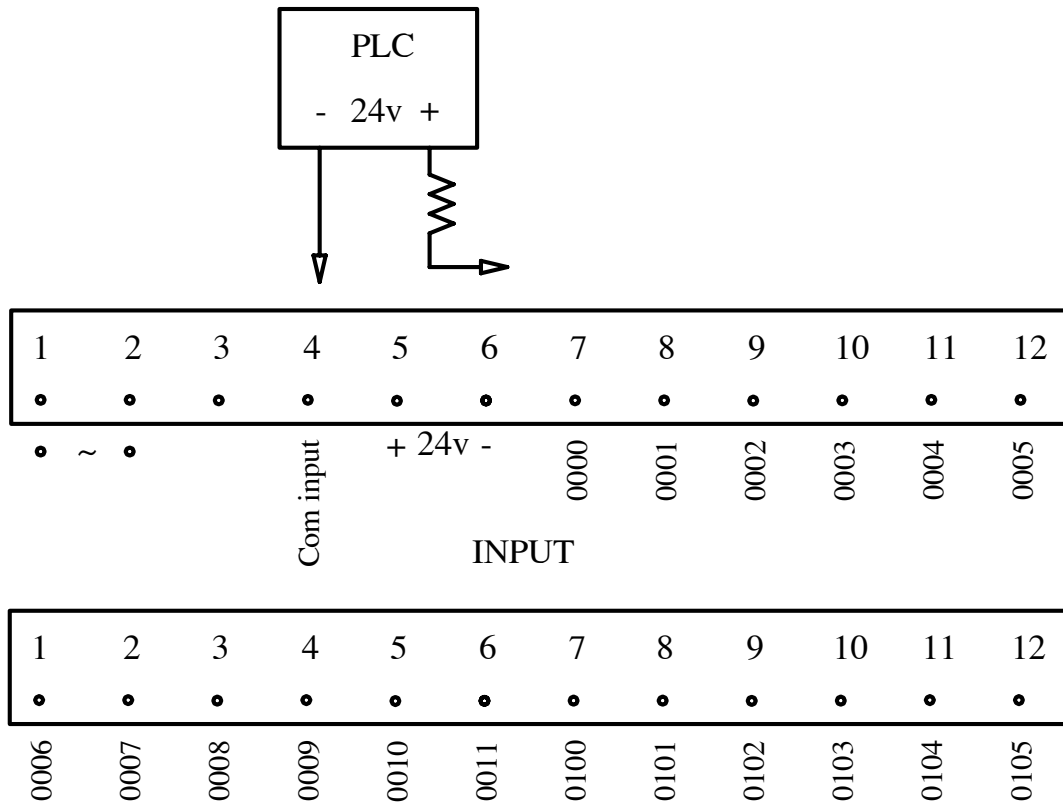 PLC
- 24v +
1 2 3 4 5 6 7 8 9 10 11 12
~ Com input + 24v - 0000 0001 0002 0003 0004 0005
INPUT
1 2 3 4 5 6 7 8 9 10 11 12
0006 0007 0008 0009 0010 0011 0100 0101 0102 0103 0104 0105